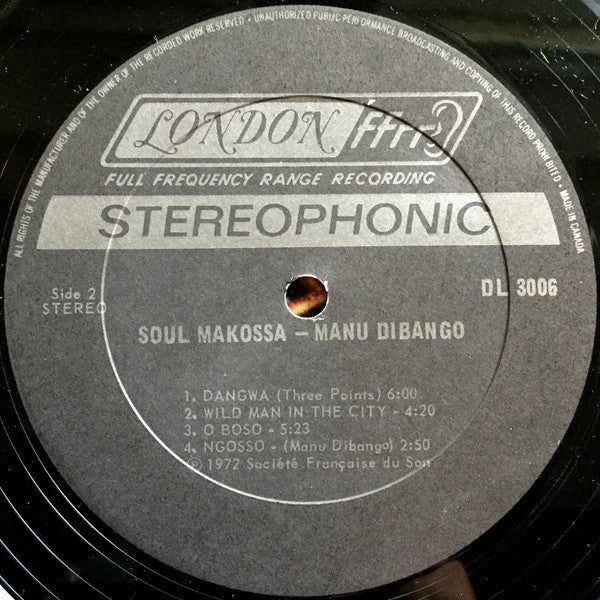 ALL RIGHTS OF THE MANUFACTURER AND OF THE OWNER OF THE RECORDED WORK RESERVED - UNAUTHORIZED PUBLIC PERFORMANCE BROADCASTING AND COPYING OF THIS RECORD PROHIBITED - MADE IN CANADA
LONDON ffrr
FULL FREQUENCY RANGE RECORDING
STEREOPHONIC
Side 2
STEREO
DL 3006
SOUL MAKOSSA – MANU DIBANGO
1. DANGWA (Three Points) 6:00
2. WILD MAN IN THE CITY - 4:20
3. O BOSO - 5:23
4. NGOSSO - (Manu Dibango) 2:50
© 1972 Société Française du Son